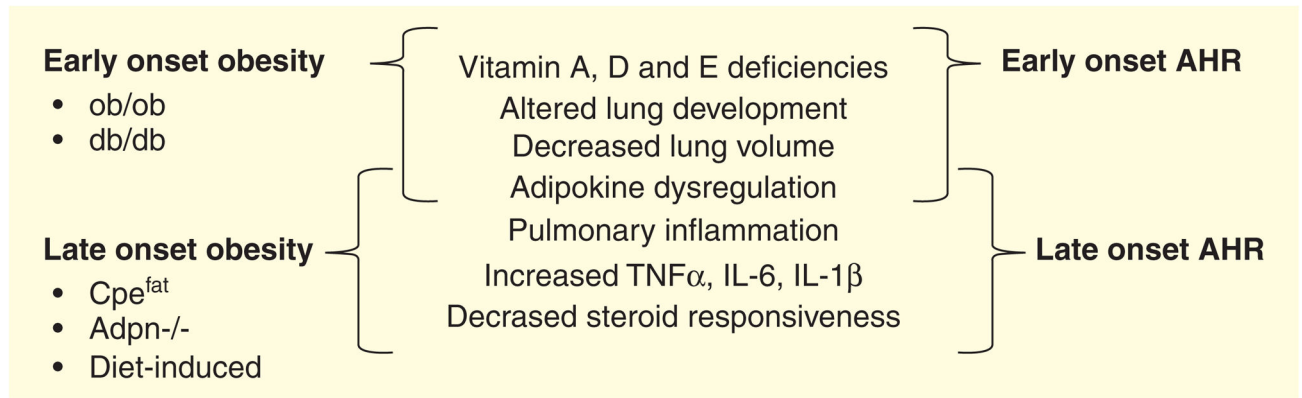 Early onset obesity
• ob/ob
• db/db
Late onset obesity
• Cpe^fat
• Adpn-/-
• Diet-induced
Vitamin A, D and E deficiencies
Altered lung development
Decreased lung volume
Adipokine dysregulation
Pulmonary inflammation
Increased TNFα, IL-6, IL-1β
Decrased steroid responsiveness
Early onset AHR
Late onset AHR